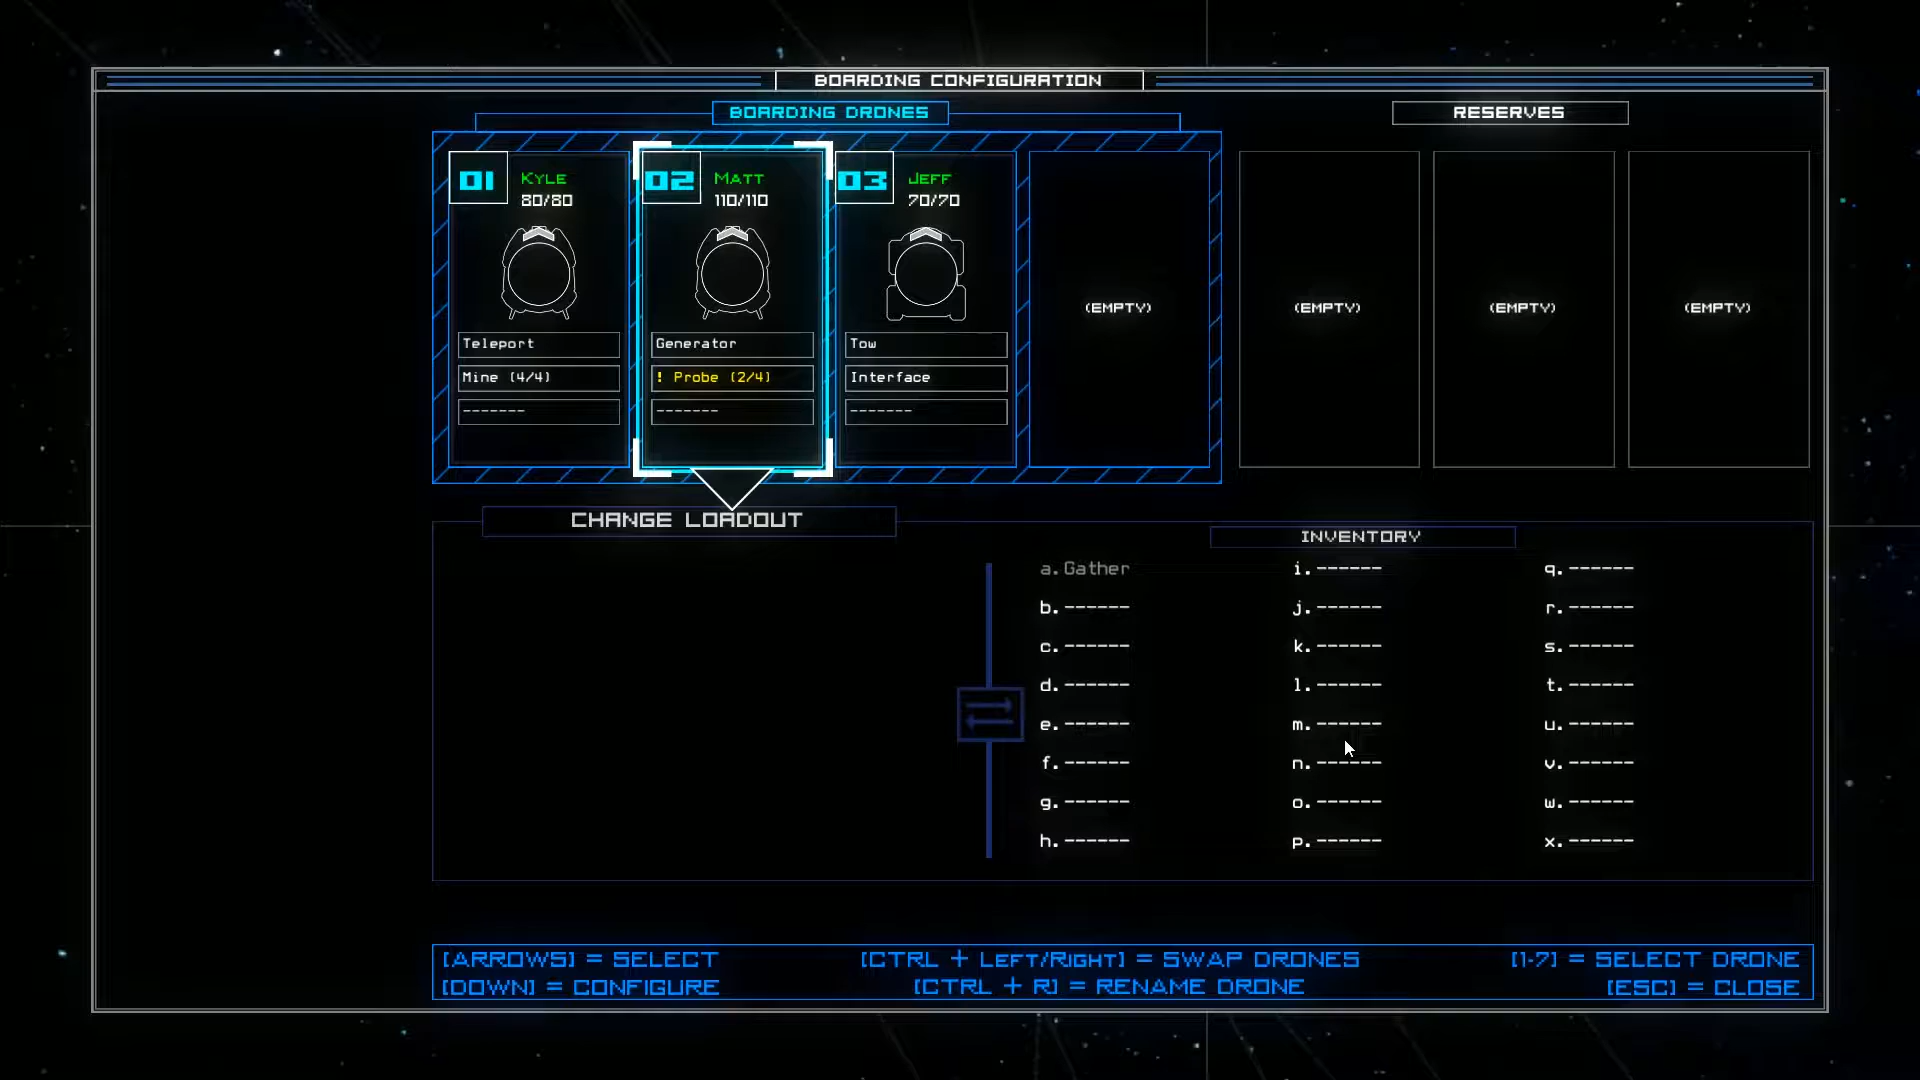 BOARDING CONFIGURATION
BOARDING DRONES
RESERVES
01 Kyle
80/80
Teleport
Mine (4/4)
-------
02 Matt
110/110
Generator
! Probe (2/4)
-------
03 Jeff
70/70
Tow
Interface
-------
(EMPTY)
(EMPTY)
(EMPTY)
(EMPTY)
CHANGE LOADOUT
INVENTORY
a. Gather
b. ------
c. ------
d. ------
e. ------
f. ------
g. ------
h. ------
i. ------
j. ------
k. ------
l. ------
m. ------
n. ------
o. ------
p. ------
q. ------
r. ------
s. ------
t. ------
u. ------
v. ------
w. ------
x. ------
[ARROWS] = SELECT
[CTRL + Left/Right] = SWAP DRONES
[1-7] = SELECT DRONE
[DOWN] = CONFIGURE
[CTRL + R] = RENAME DRONE
[ESC] = CLOSE